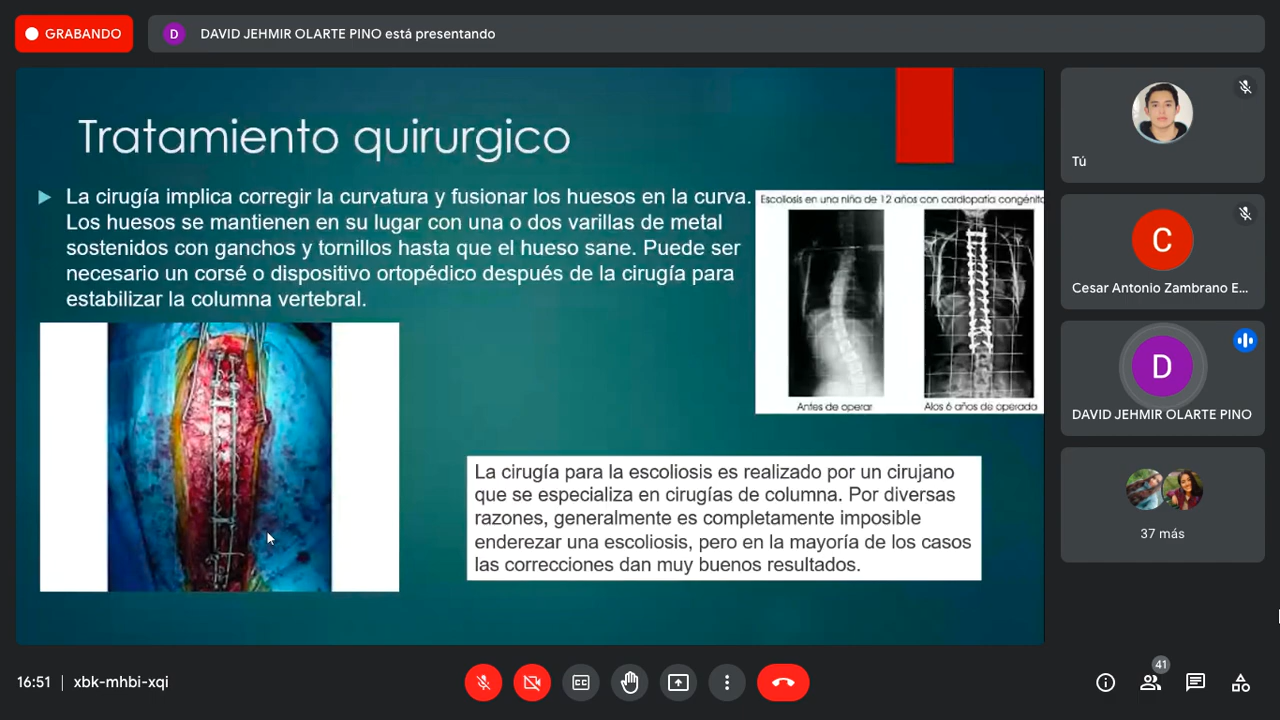 GRABANDO
D
DAVID JEHMIR OLARTE PINO está presentando
Tratamiento quirurgico
La cirugía implica corregir la curvatura y fusionar los huesos en la curva.
Los huesos se mantienen en su lugar con una o dos varillas de metal
sostenidos con ganchos y tornillos hasta que el hueso sane. Puede ser
necesario un corsé o dispositivo ortopédico después de la cirugía para
estabilizar la columna vertebral.
Escoliosis en una niña de 12 años con cardiopatia congénita
Antes de operar
Alos 6 años de operada
La cirugía para la escoliosis es realizado por un cirujano
que se especializa en cirugías de columna. Por diversas
razones, generalmente es completamente imposible
enderezar una escoliosis, pero en la mayoría de los casos
las correcciones dan muy buenos resultados.
Tú
C
Cesar Antonio Zambrano E...
D
DAVID JEHMIR OLARTE PINO
37 más
16:51 | xbk-mhbi-xqi
CC
41